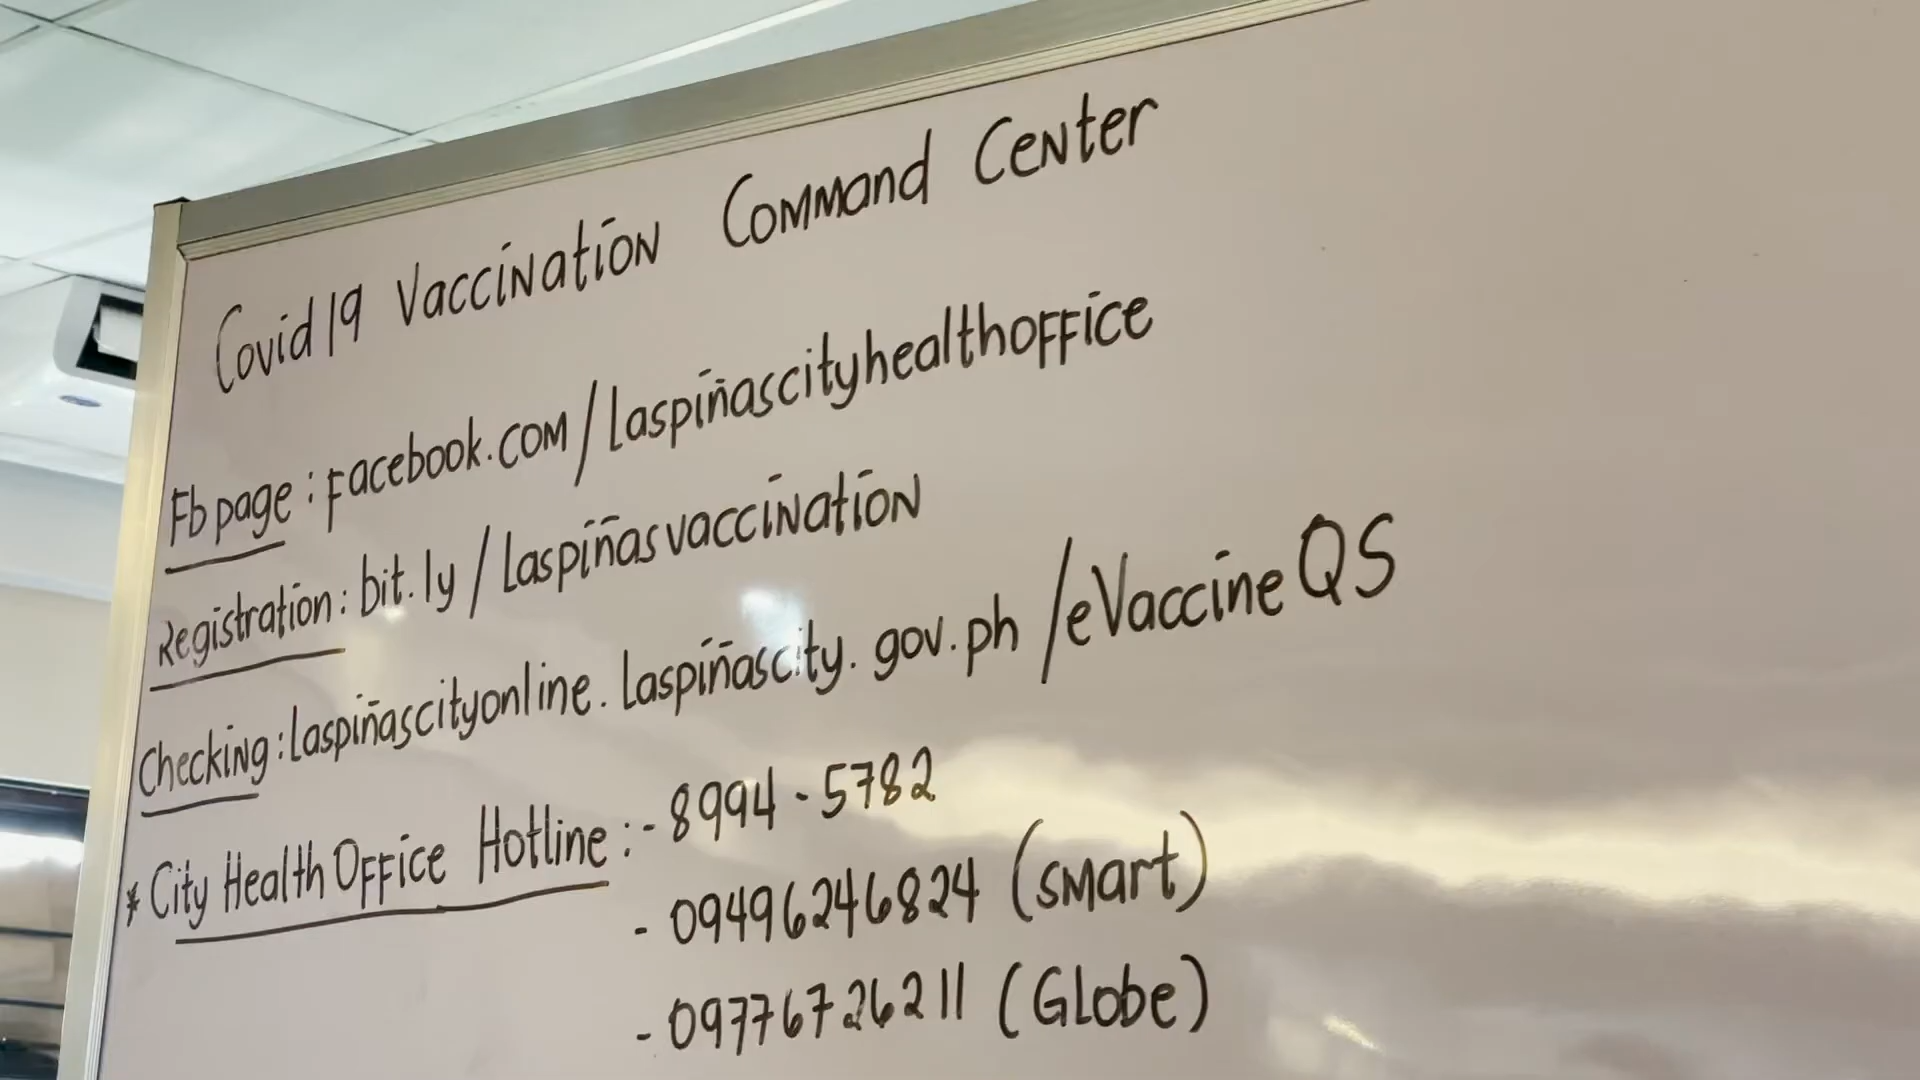 Covid19 Vaccination Command Center
Fb page : Facebook.com/laspiñascityhealthoffice
Registration : bit.ly/laspiñasvaccination
Checking : laspiñascityonline.laspiñascity.gov.ph/eVaccineQS
* City Health Office Hotline : - 8994-5782
- 09496246824 (smart)
- 09776726211 (Globe)